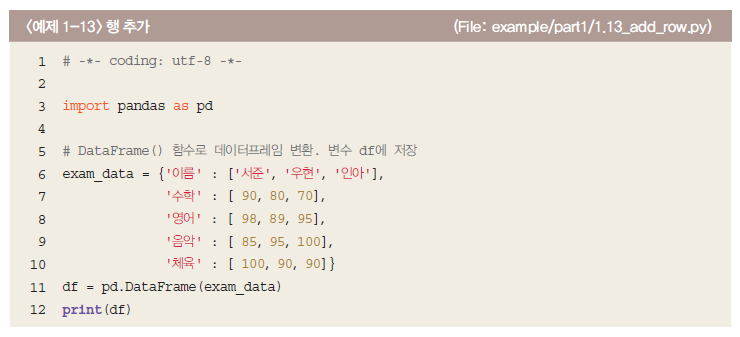 〈예제 1-13〉 행 추가 (File: example/part1/1.13_add_row.py)
1 # -*- coding: utf-8 -*-
2
3 import pandas as pd
4
5 # DataFrame() 함수로 데이터프레임 변환. 변수 df에 저장
6 exam_data = {'이름' : ['서준', '우현', '인아'],
7 '수학' : [ 90, 80, 70],
8 '영어' : [ 98, 89, 95],
9 '음악' : [ 85, 95, 100],
10 '체육' : [ 100, 90, 90]}
11 df = pd.DataFrame(exam_data)
12 print(df)